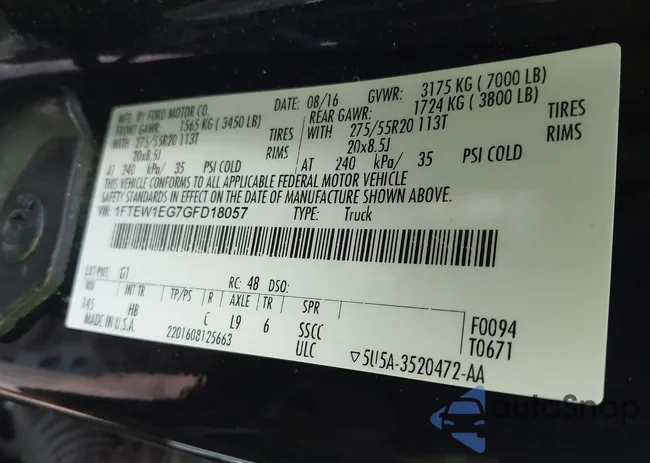 MFD. BY FORD MOTOR CO.
DATE: 08/16 GVWR: 3175 KG ( 7000 LB)
FRONT GAWR: 1565 KG ( 3450 LB) REAR GAWR: 1724 KG ( 3800 LB)
WITH 275/55R20 113T TIRES WITH 275/55R20 113T TIRES
20x8.5J RIMS 20x8.5J RIMS
AT 240 kPa/ 35 PSI COLD AT 240 kPa/ 35 PSI COLD
THIS VEHICLE CONFORMS TO ALL APPLICABLE FEDERAL MOTOR VEHICLE
SAFETY STANDARDS IN EFFECT ON THE DATE OF MANUFACTURE SHOWN ABOVE.
VIN: 1FTEW1EG7GFD18057 TYPE: Truck
EXT PNT: G1 RC: 48 DSO:
WB INT TR TP/PS R AXLE TR SPR F0094
145 HB C L9 6 SSCC T0671
MADE IN U.S.A. 2201608125663 ULC ▽5U5A-3520472-AA
autoSnap